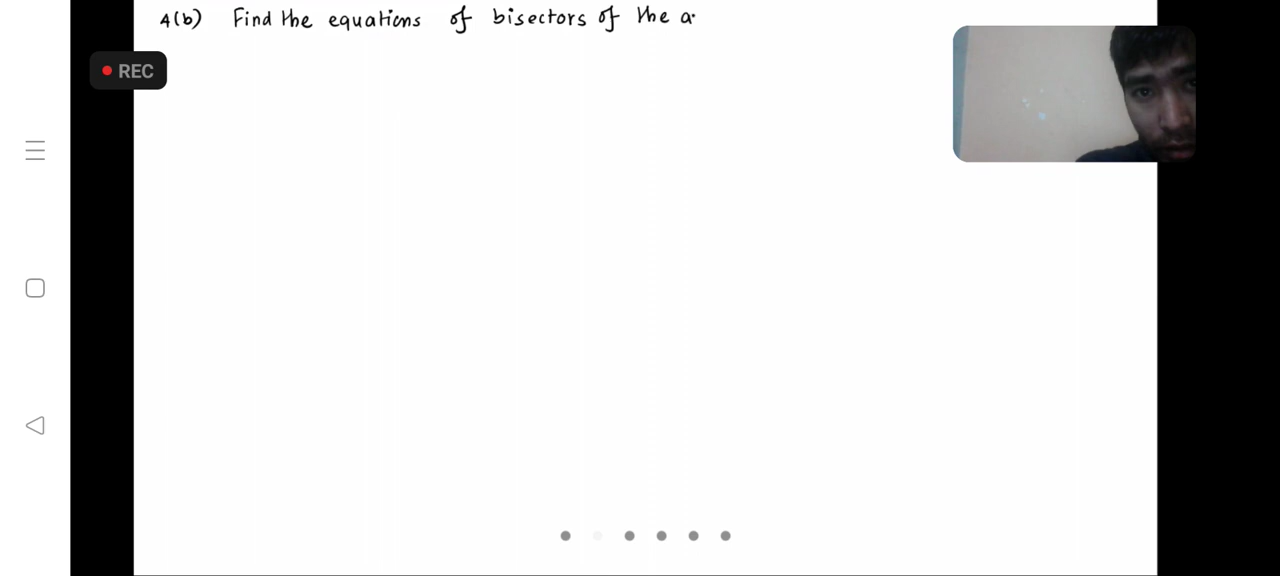 4(b) Find the equations of bisectors of the
REC